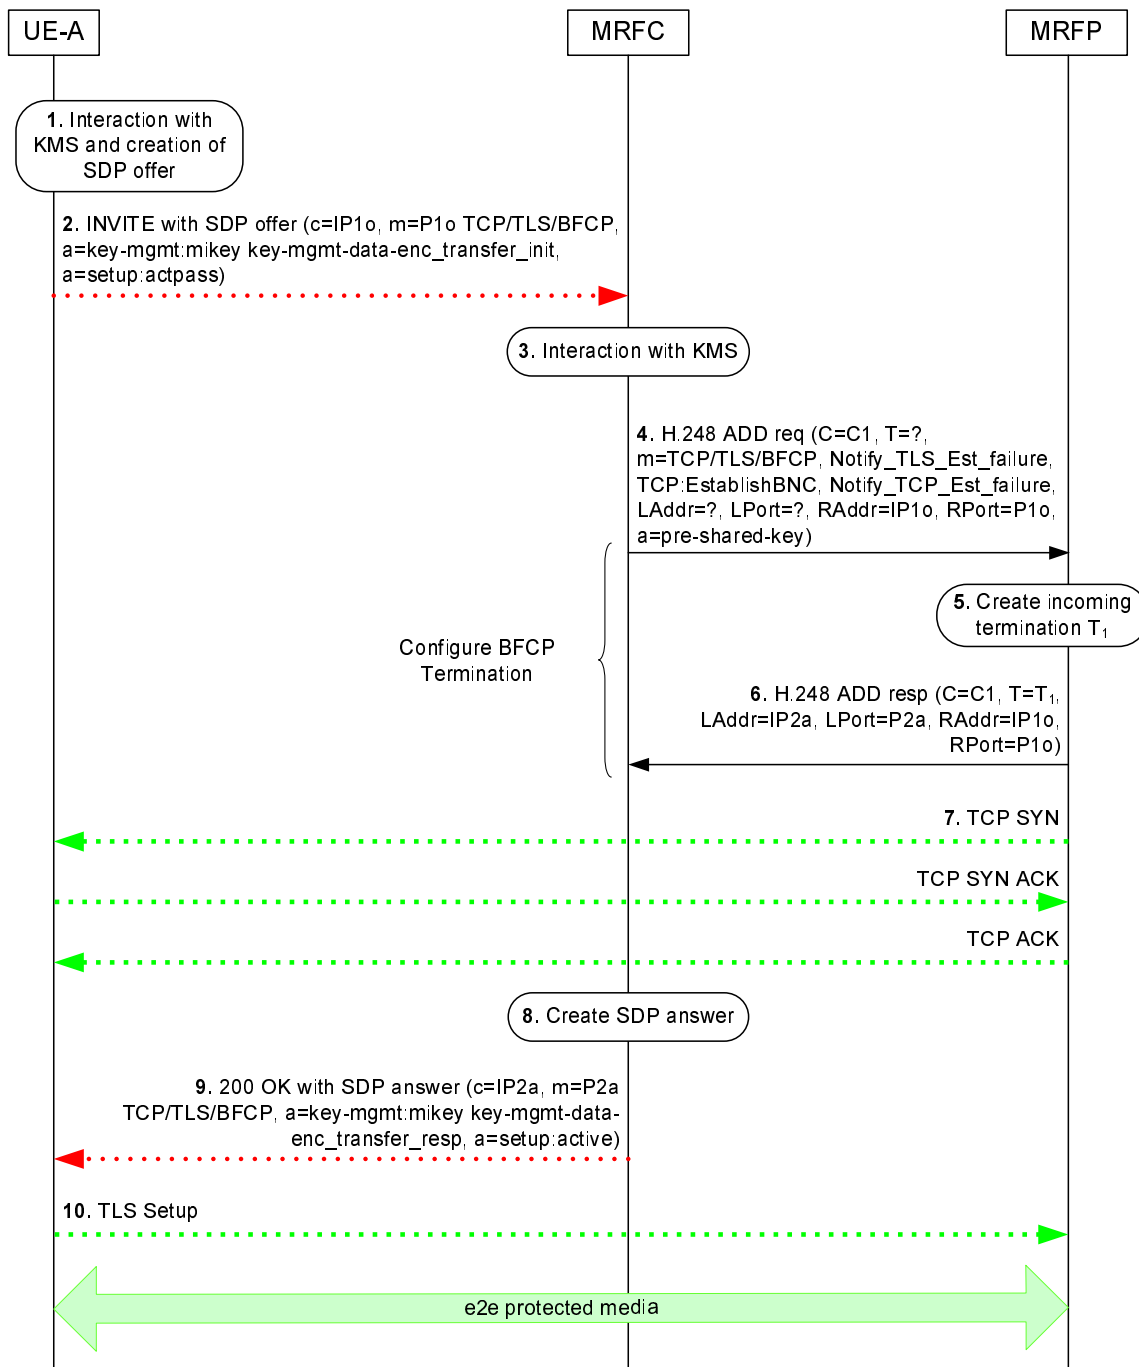 UE-A
MRFC
MRFP
1. Interaction with
KMS and creation of
SDP offer
2. INVITE with SDP offer (c=IP1o, m=P1o TCP/TLS/BFCP,
a=key-mgmt:mikey key-mgmt-data-enc_transfer_init,
a=setup:actpass)
3. Interaction with KMS
4. H.248 ADD req (C=C1, T=?,
m=TCP/TLS/BFCP, Notify_TLS_Est_failure,
TCP:EstablishBNC, Notify_TCP_Est_failure,
LAddr=?, LPort=?, RAddr=IP1o, RPort=P1o,
a=pre-shared-key)
5. Create incoming
termination T₁
Configure BFCP
Termination
6. H.248 ADD resp (C=C1, T=T₁,
LAddr=IP2a, LPort=P2a, RAddr=IP1o,
RPort=P1o)
7. TCP SYN
TCP SYN ACK
TCP ACK
8. Create SDP answer
9. 200 OK with SDP answer (c=IP2a, m=P2a
TCP/TLS/BFCP, a=key-mgmt:mikey key-mgmt-data-
enc_transfer_resp, a=setup:active)
10. TLS Setup
e2e protected media